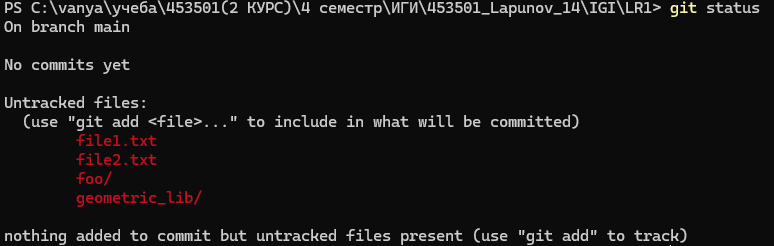 PS C:\vanya\учеба\453501(2 КУРС)\4 семестр\ИГИ\453501_Lapunov_14\IGI\LR1> git status
On branch main
No commits yet
Untracked files:
(use "git add <file>..." to include in what will be committed)
file1.txt
file2.txt
foo/
geometric_lib/
nothing added to commit but untracked files present (use "git add" to track)